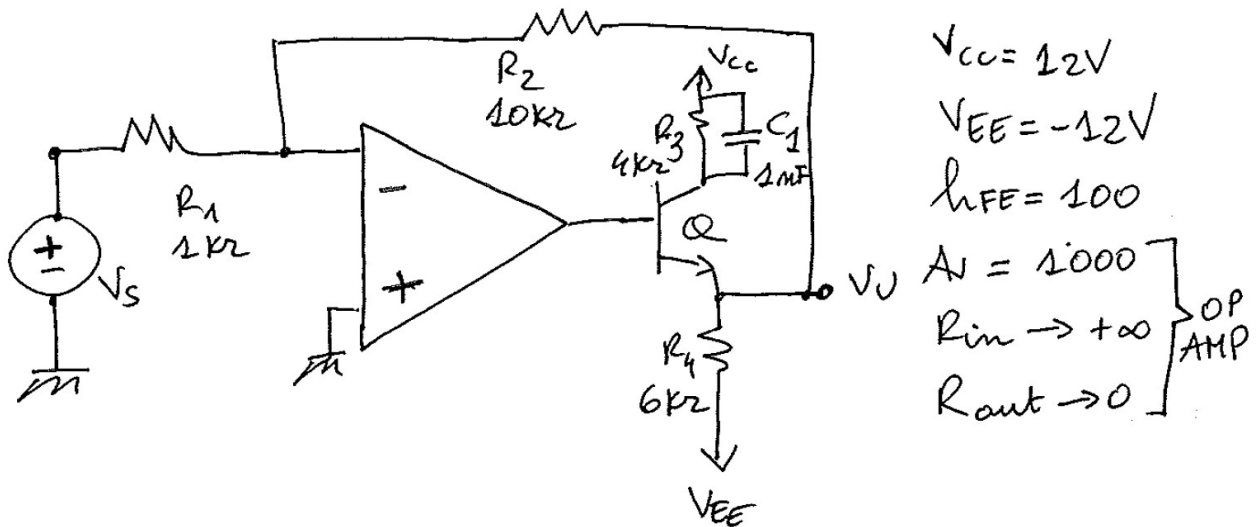 R2
10kΩ
Vcc
R3
4kΩ
C1
1nF
R1
1kΩ
+
-
VS
-
+
Q
VU
R4
6kΩ
VEE
Vcc = 12V
VEE = -12V
hFE = 100
Av = 1000
Rin → +∞
Rout → 0
OP
AMP